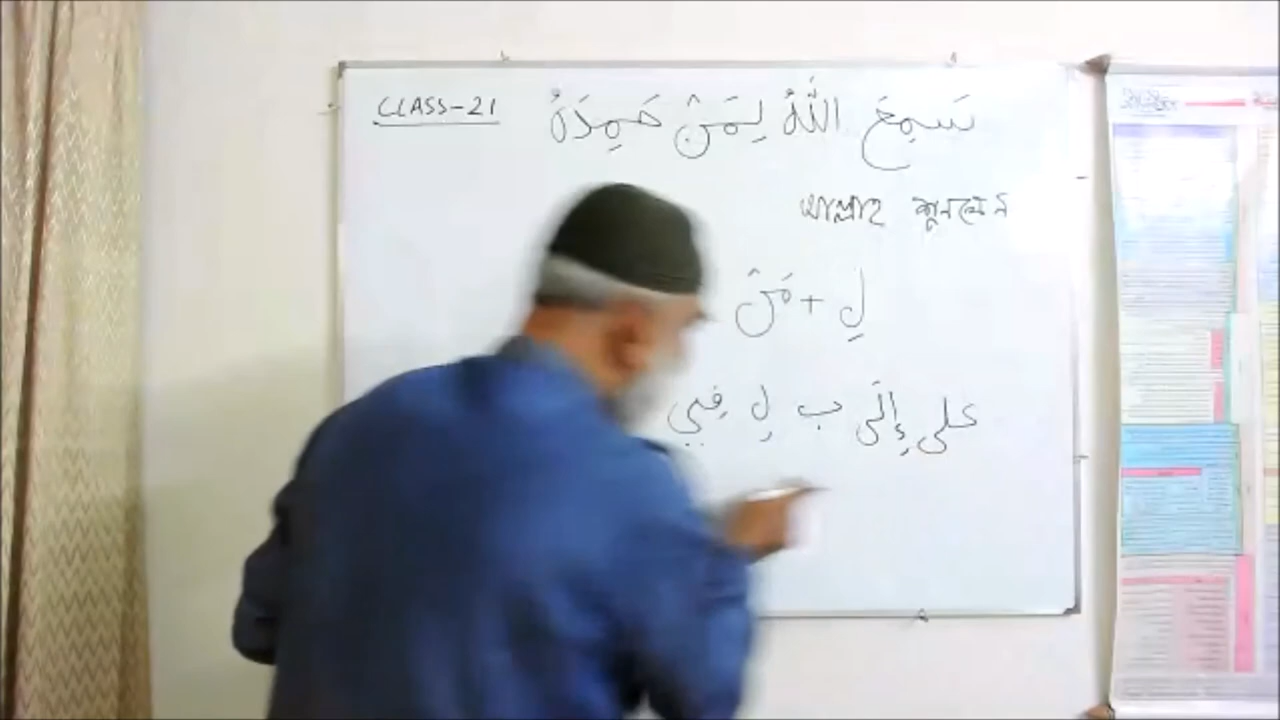 CLASS-21
سَمِعَ اللّٰهُ لِمَنْ حَمِدَهُ
আল্লাহ শুনলেন
لِ + مَنْ
على إِلَى ب لِ فِي